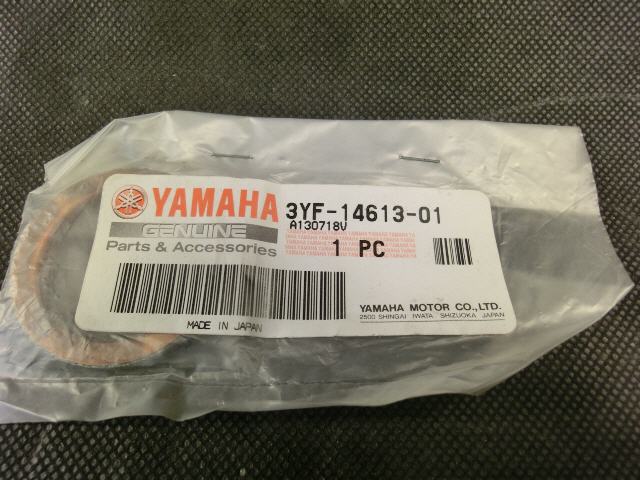 YAMAHA 3YF-14613-01
GENUINE A130718V
Parts & Accessories 1 PC
YAMAHA MOTOR CO.,LTD.
2500 SHINGAI IWATA SHIZUOKA JAPAN
MADE IN JAPAN